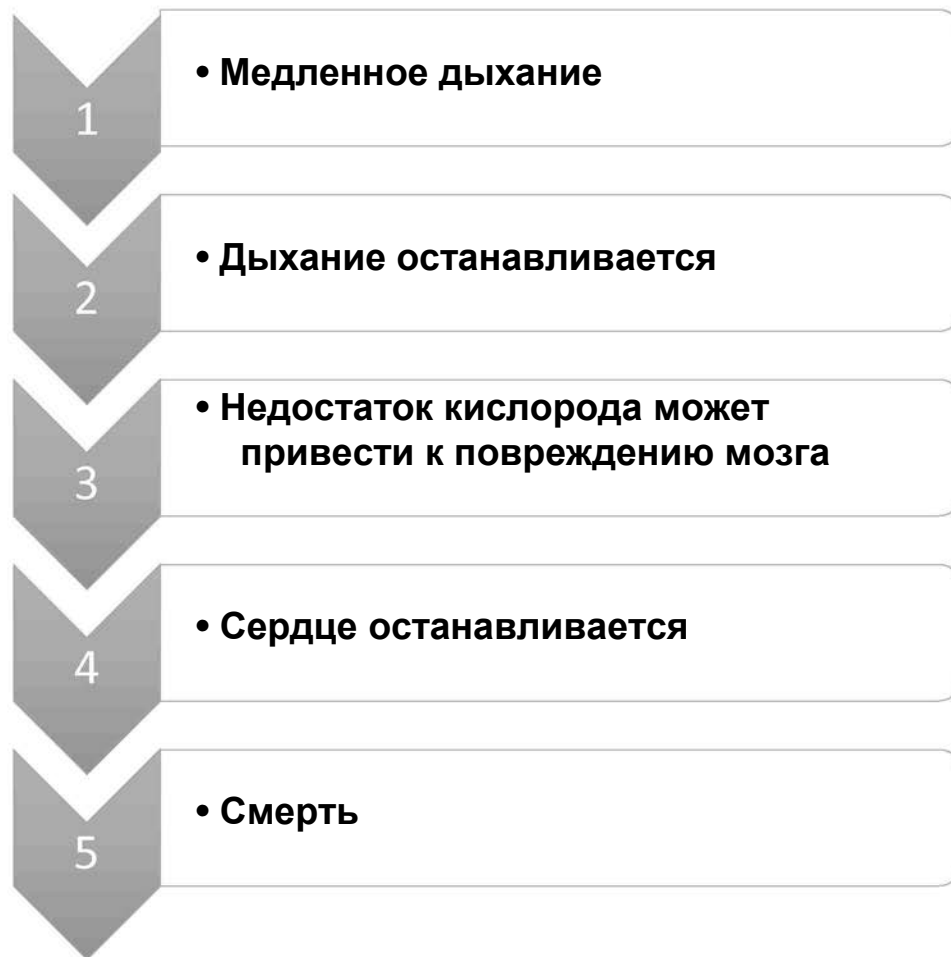 1
• Медленное дыхание
2
• Дыхание останавливается
3
• Недостаток кислорода может
привести к повреждению мозга
4
• Сердце останавливается
5
• Смерть